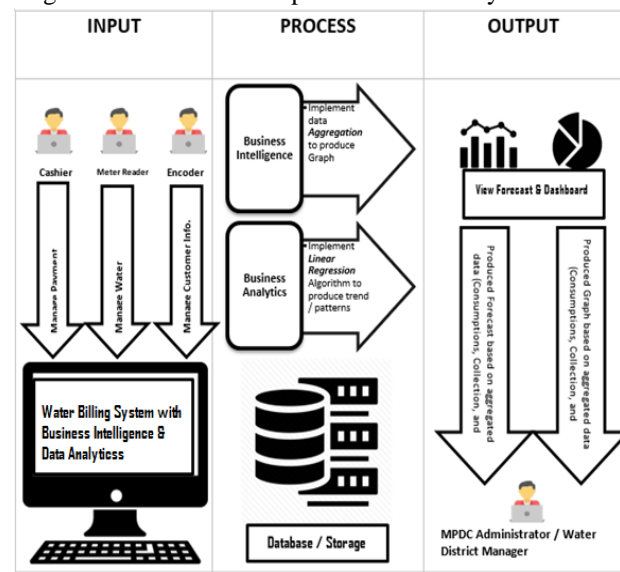 INPUT
PROCESS
OUTPUT
Cashier
Meter Reader
Encoder
Manage Payment
Manage Water
Manage Customer Info.
Water Billing System with
Business Intelligence &
Data Analyticss
Business
Intelligence
Implement
data
Aggregation
to produce
Graph
Business
Analytics
Implement
Linear
Regression
Algorithm to
produce trend
/ patterns
Database / Storage
View Forecast & Dashboard
Produced Forecast based on aggregated
data (Consumptions, Collection, and
Produced Graph based on aggregated data
(Consumptions, Collection, and
MPDC Administrator / Water
District Manager